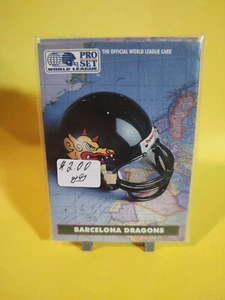 PRO SET
WORLD LEAGUE
THE OFFICIAL WORLD LEAGUE CARD
$2.00
BARCELONA DRAGONS